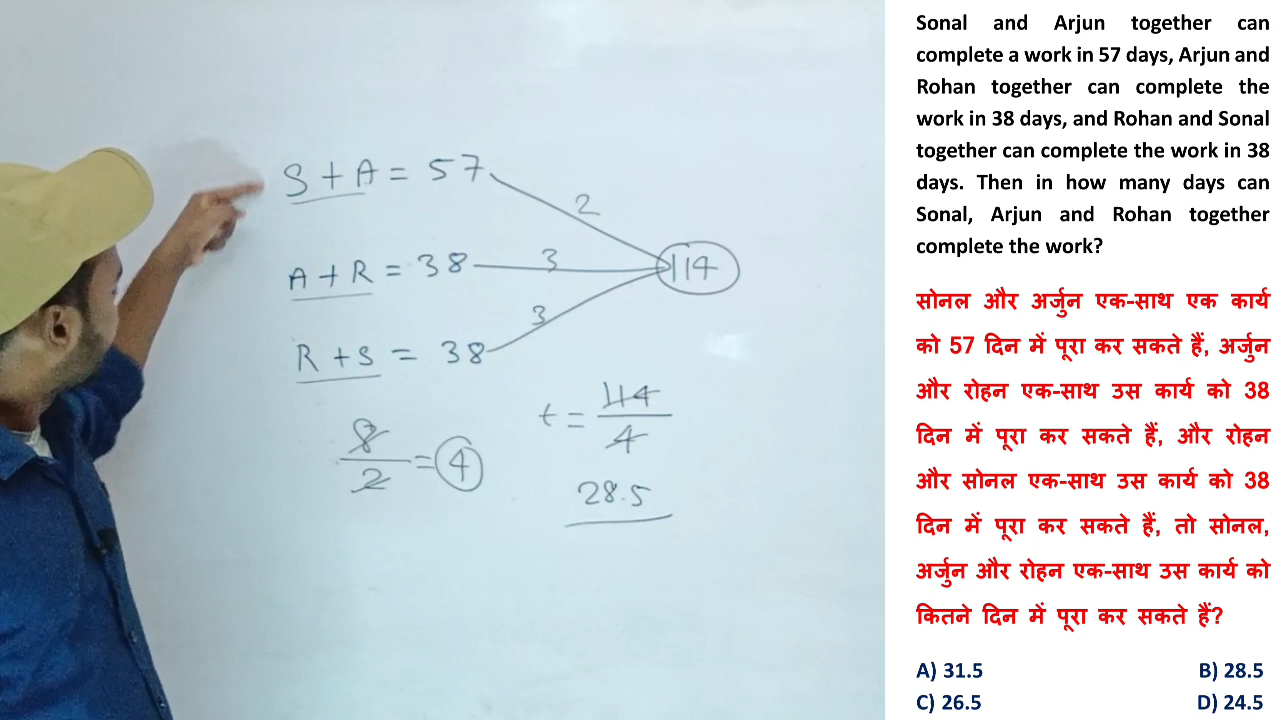 S + A = 57
2
A + R = 38
3
114
R + S = 38
3
8
2
= 4
t = 114
4
28.5
Sonal and Arjun together can
complete a work in 57 days, Arjun and
Rohan together can complete the
work in 38 days, and Rohan and Sonal
together can complete the work in 38
days. Then in how many days can
Sonal, Arjun and Rohan together
complete the work?
सोनल और अर्जुन एक-साथ एक कार्य
को 57 दिन में पूरा कर सकते हैं, अर्जुन
और रोहन एक-साथ उस कार्य को 38
दिन में पूरा कर सकते हैं, और रोहन
और सोनल एक-साथ उस कार्य को 38
दिन में पूरा कर सकते हैं, तो सोनल,
अर्जुन और रोहन एक-साथ उस कार्य को
कितने दिन में पूरा कर सकते हैं?
A) 31.5 B) 28.5
C) 26.5 D) 24.5